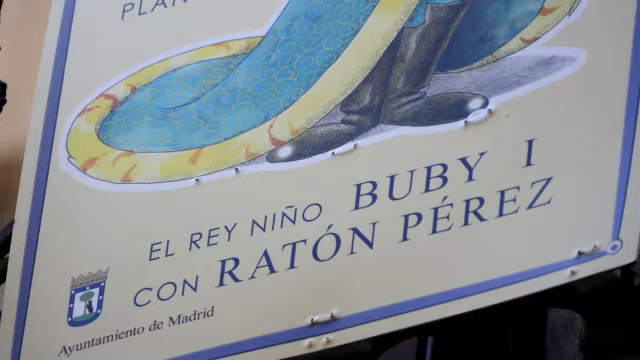 PLAN
EL REY NIÑO BUBY I
CON RATÓN PÉREZ
Ayuntamiento de Madrid